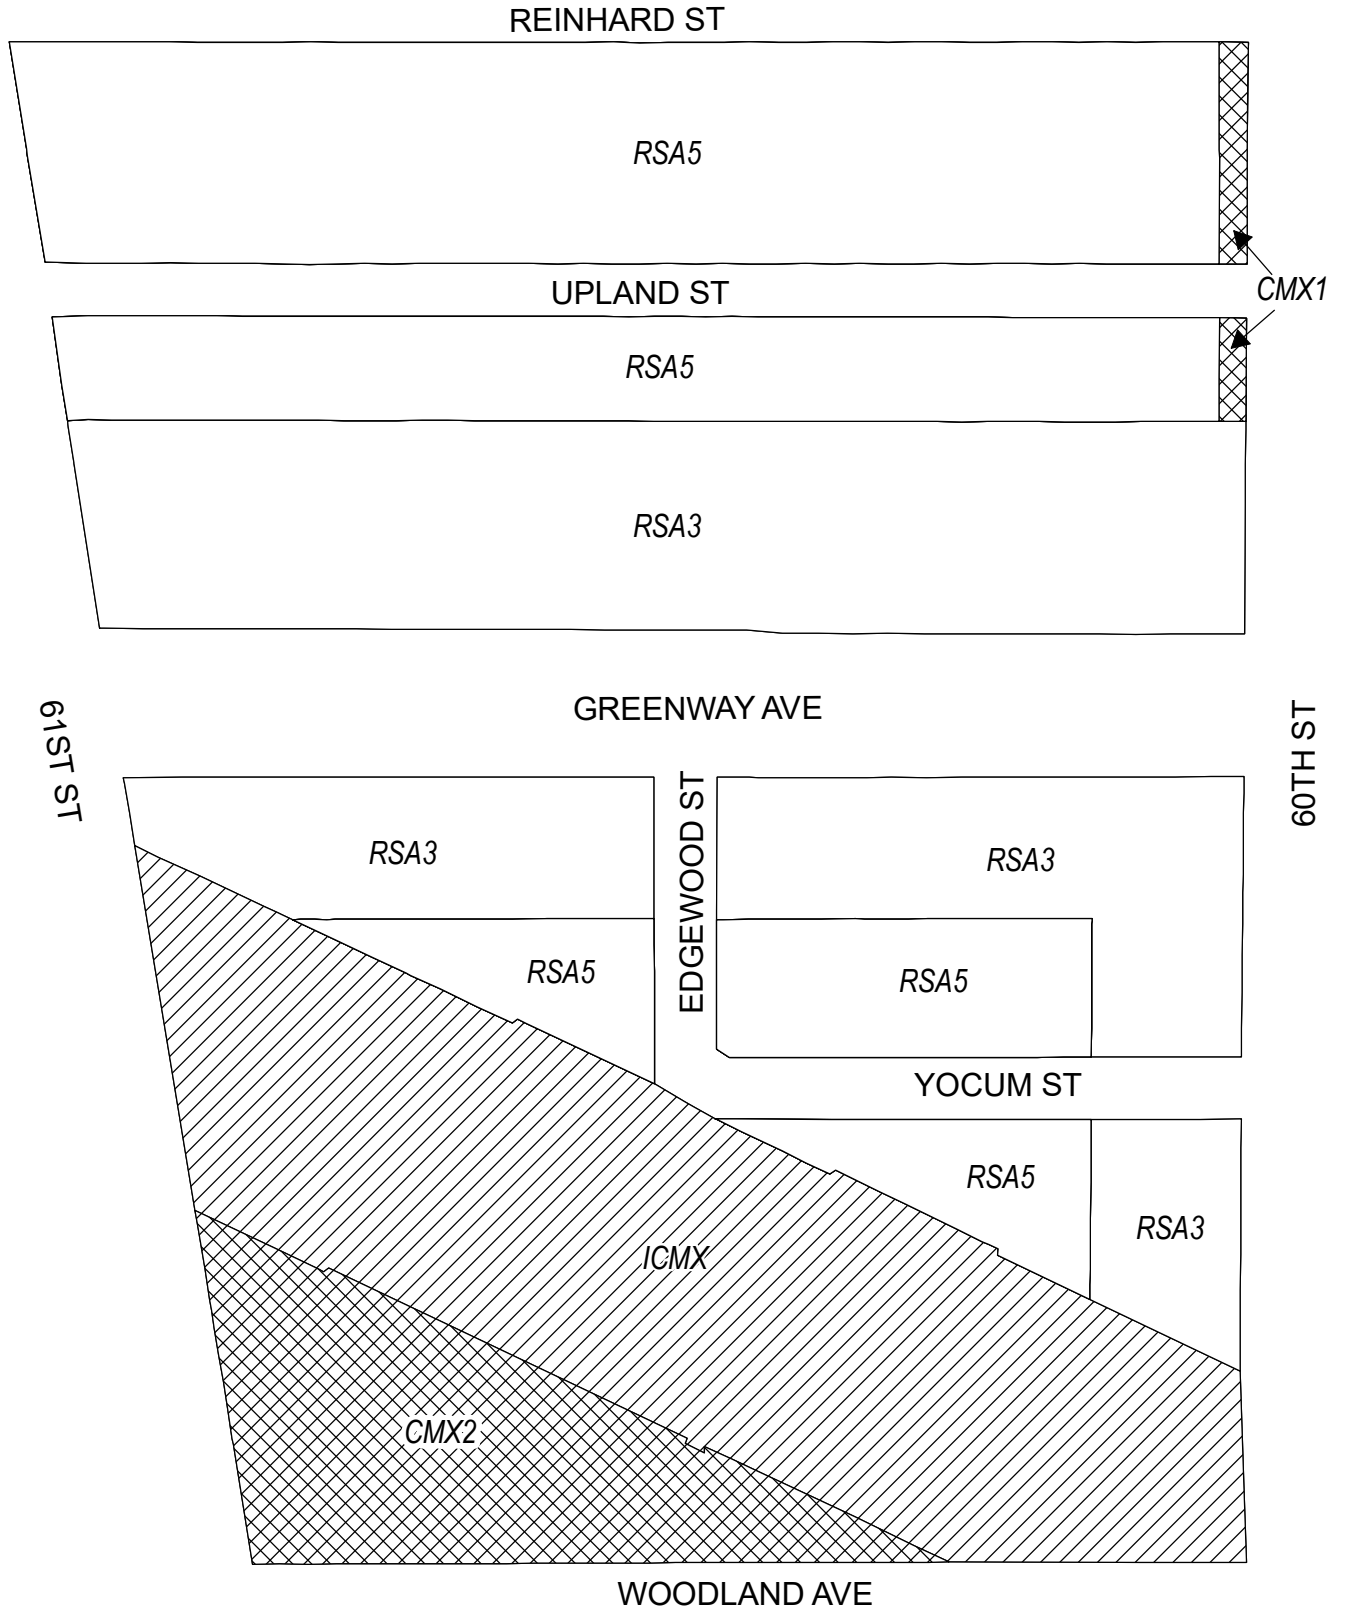 REINHARD ST
RSA5
UPLAND ST
CMX1
RSA5
RSA3
61ST ST
GREENWAY AVE
60TH ST
RSA3
EDGEWOOD ST
RSA3
RSA5
RSA5
YOCUM ST
RSA5
RSA3
ICMX
CMX2
WOODLAND AVE